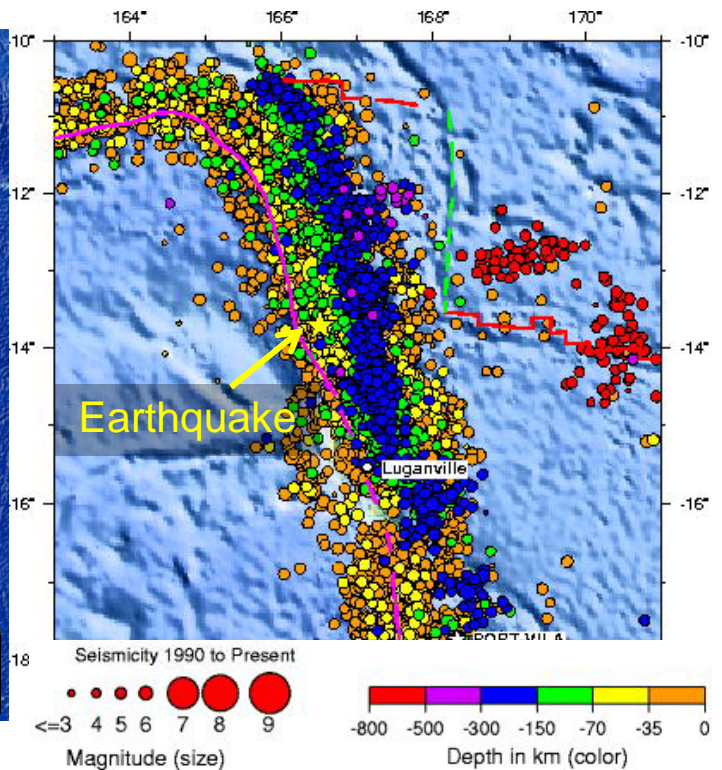 164° 166° 168° 170°
-10° -10°
-12° -12°
-14° -14°
Earthquake
Luganville
-16° -16°
PORT VILA
-18
Seismicity 1990 to Present
<=3 4 5 6 7 8 9
Magnitude (size)
-800 -500 -300 -150 -70 -35 0
Depth in km (color)